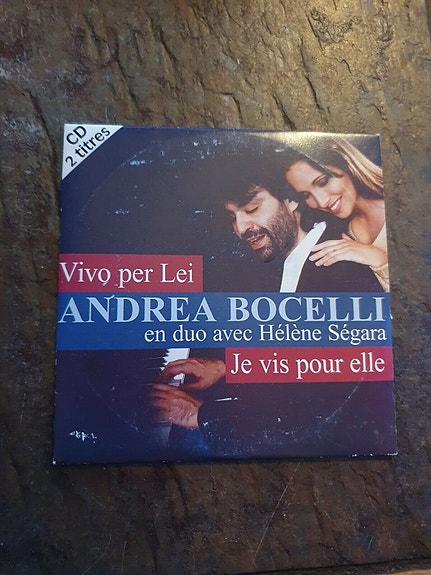 CD
2 titres
Vivo per Lei
ANDREA BOCELLI
en duo avec Hélène Ségara
Je vis pour elle